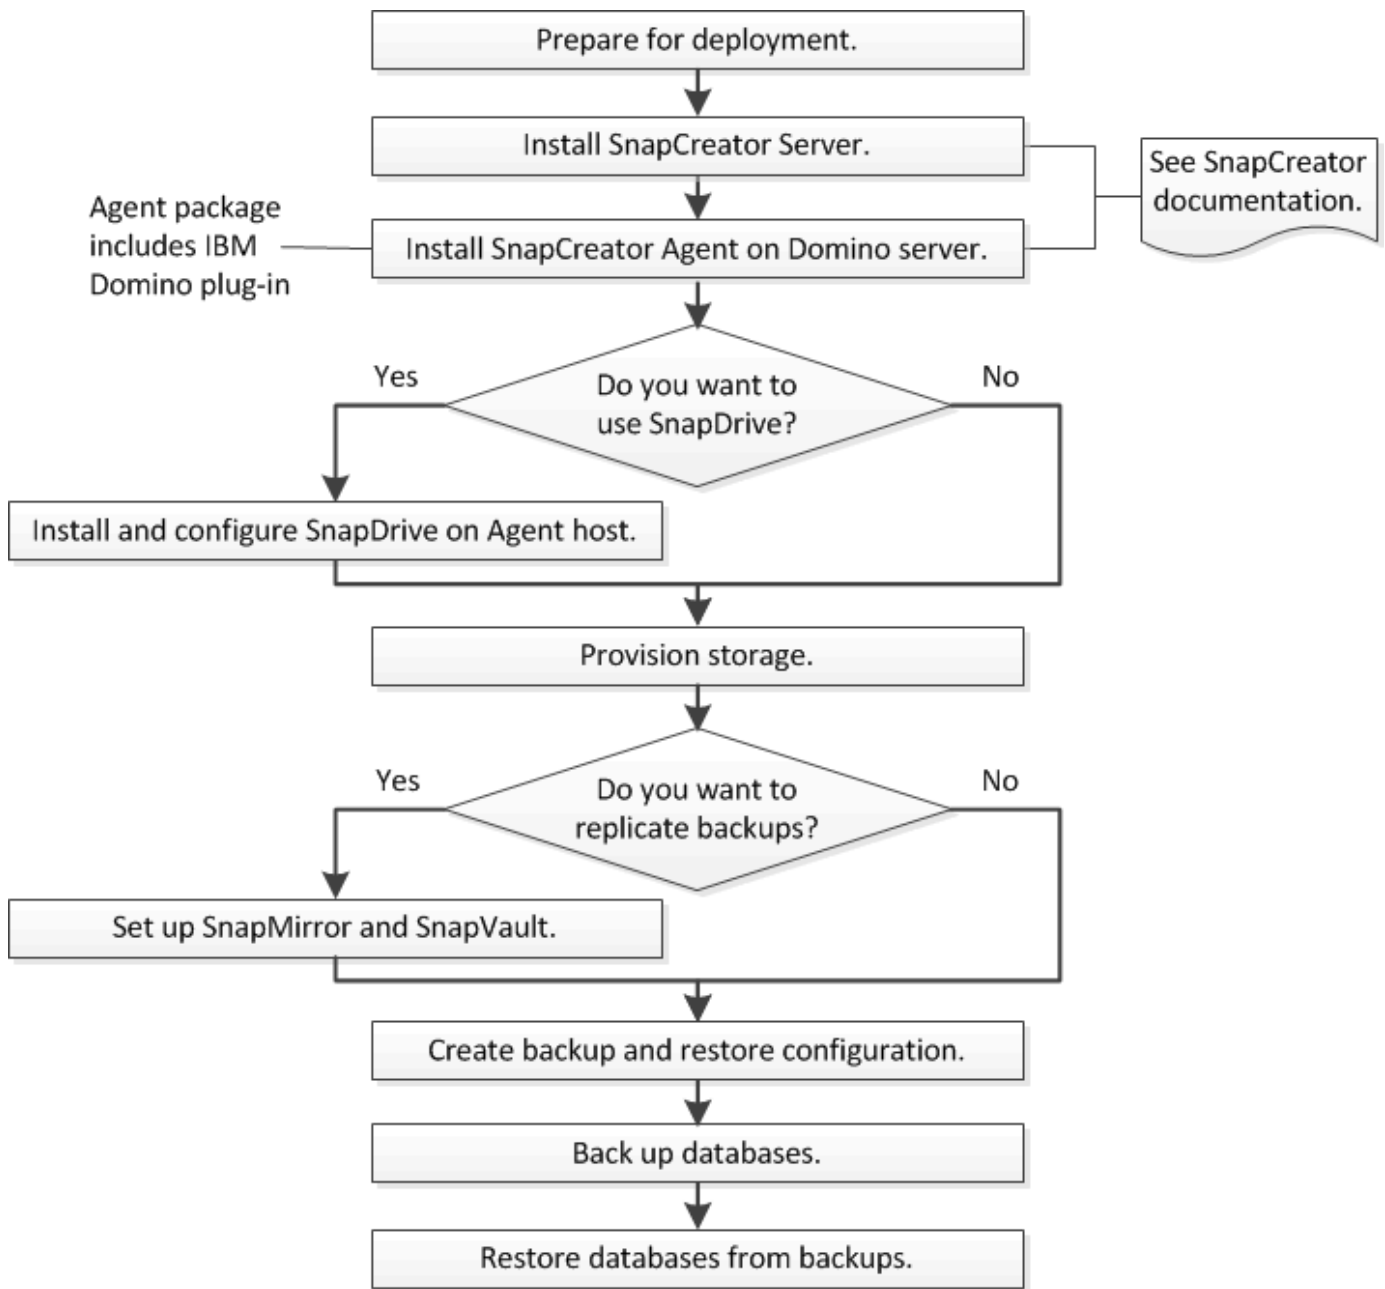 Prepare for deployment.
Install SnapCreator Server.
See SnapCreator
documentation.
Agent package
includes IBM
Domino plug-in
Install SnapCreator Agent on Domino server.
Yes
Do you want to
use SnapDrive?
No
Install and configure SnapDrive on Agent host.
Provision storage.
Yes
Do you want to
replicate backups?
No
Set up SnapMirror and SnapVault.
Create backup and restore configuration.
Back up databases.
Restore databases from backups.